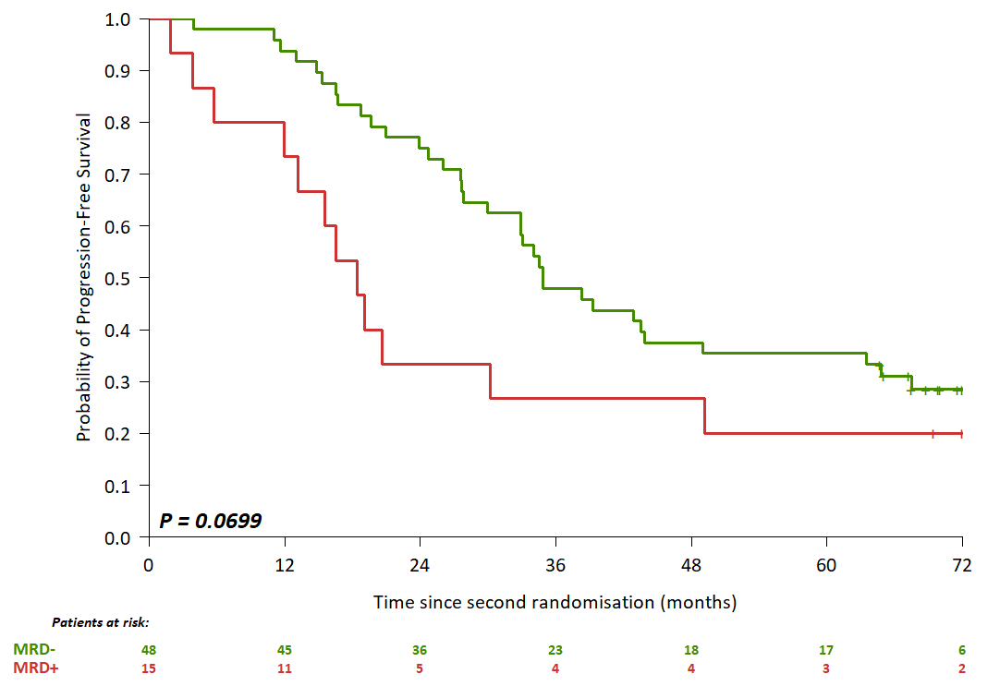 Probability of Progression-Free Survival
1.0
0.9
0.8
0.7
0.6
0.5
0.4
0.3
0.2
0.1
0.0
P = 0.0699
0 12 24 36 48 60 72
Time since second randomisation (months)
Patients at risk:
MRD- 48 45 36 23 18 17 6
MRD+ 15 11 5 4 4 3 2